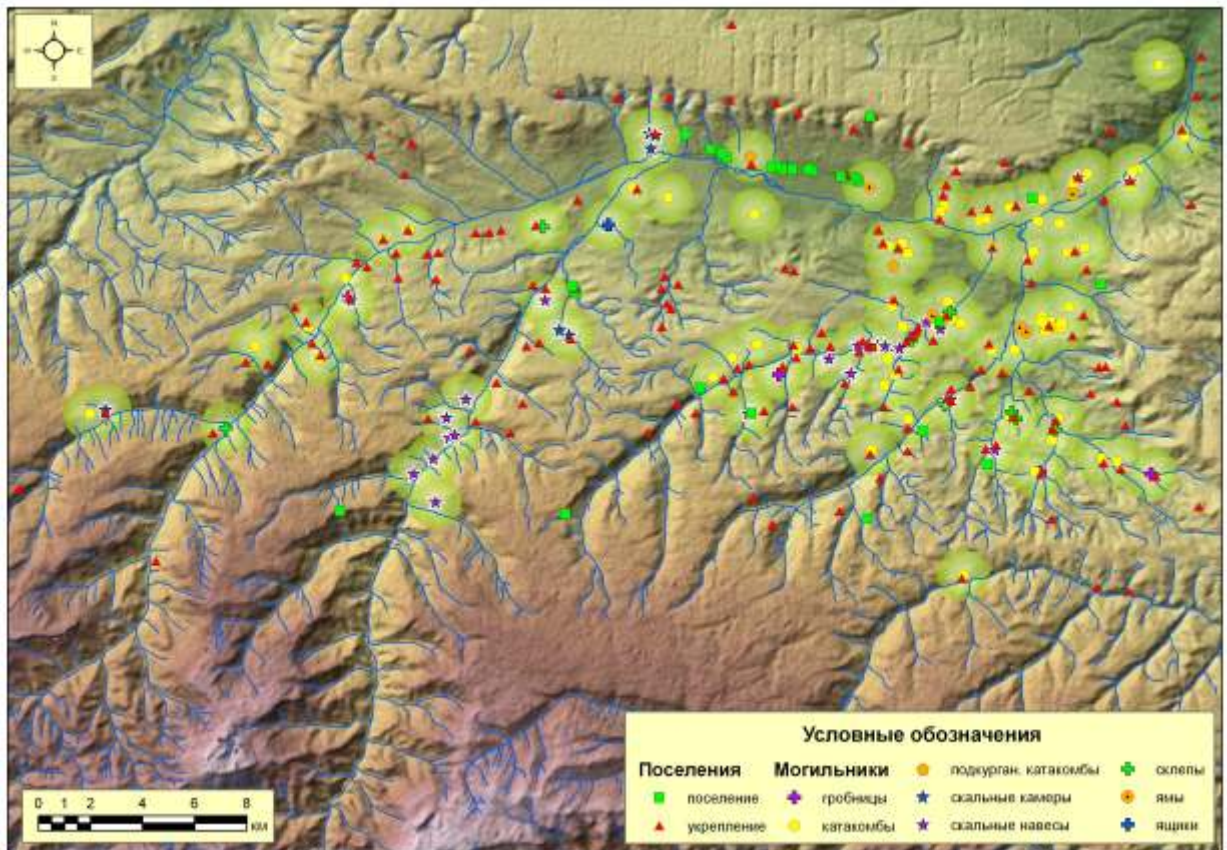 N
E
S
Условные обозначения
Поселения
поселение
укрепление
Могильники
гробницы
катакомбы
подкурган. катакомбы
скальные камеры
скальные навесы
склепы
ямы
ящики
0 1 2 4 6 8
км